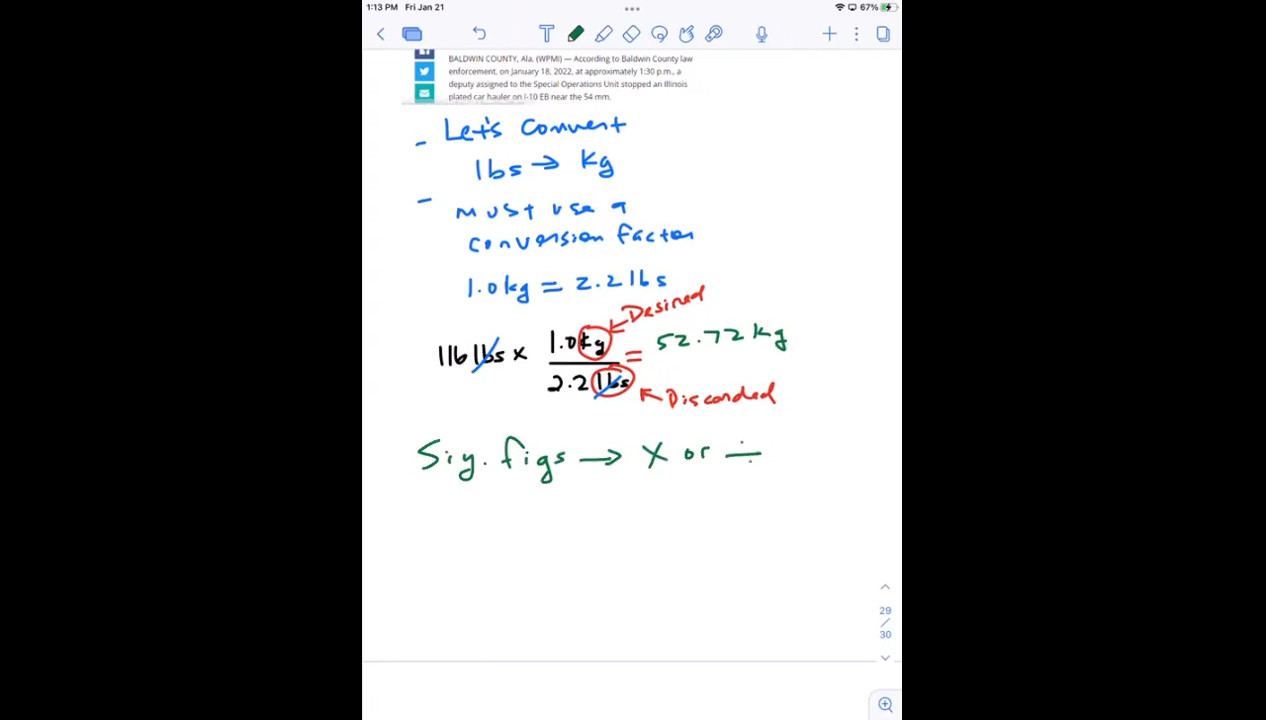 1:13 PM Fri Jan 21
67%
BALDWIN COUNTY, Ala. (WPMI) — According to Baldwin County law
enforcement, on January 18, 2022, at approximately 1:30 p.m., a
deputy assigned to the Special Operations Unit stopped an Illinois
plated car hauler on I-10 EB near the 54 mm.
- Let's convert
lbs → kg
- must use a
conversion factor
1.0 kg = 2.2 lbs
Desired
116 lbs x 1.0 kg / 2.2 lbs = 52.72 kg
Discarded
Sig. figs → X or ÷
29
/
30